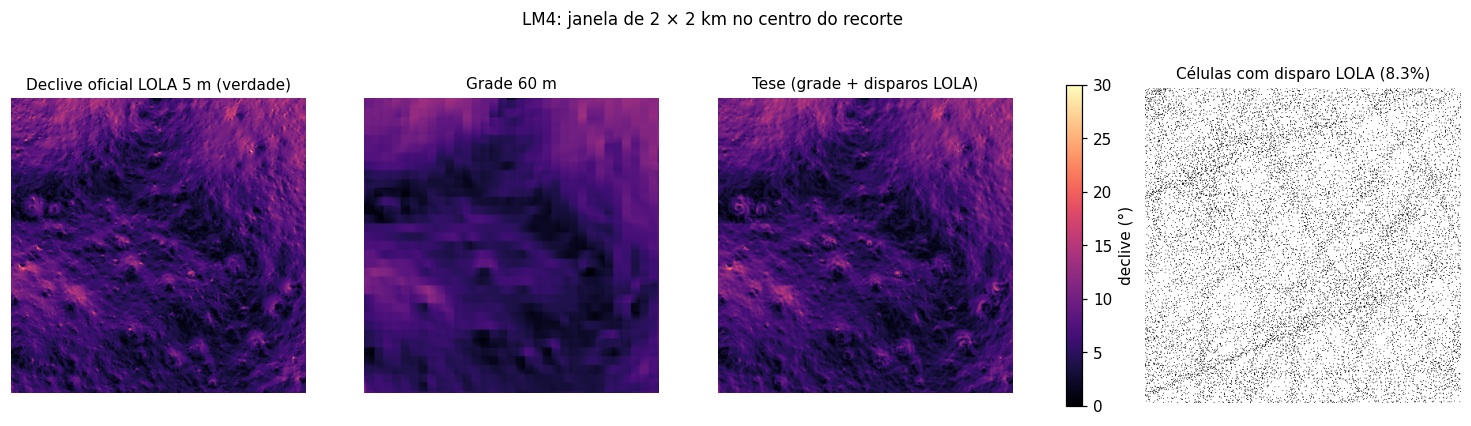 LM4: janela de 2 × 2 km no centro do recorte
Declive oficial LOLA 5 m (verdade)
Grade 60 m
Tese (grade + disparos LOLA)
Células com disparo LOLA (8.3%)
30
25
20
15
10
5
0
declive (°)